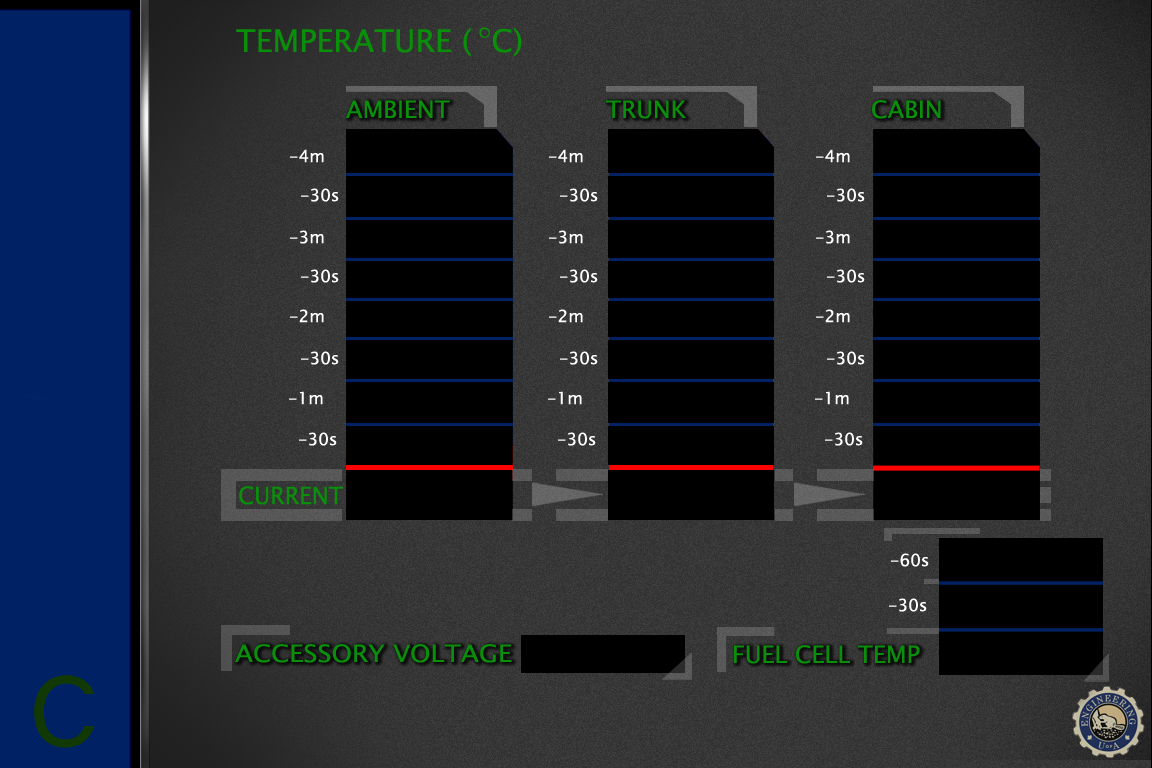 TEMPERATURE (°C)
AMBIENT TRUNK CABIN
-4m -4m -4m
-30s -30s -30s
-3m -3m -3m
-30s -30s -30s
-2m -2m -2m
-30s -30s -30s
-1m -1m -1m
-30s -30s -30s
CURRENT
-60s
-30s
ACCESSORY VOLTAGE FUEL CELL TEMP
C
ENGINEERING
U of A